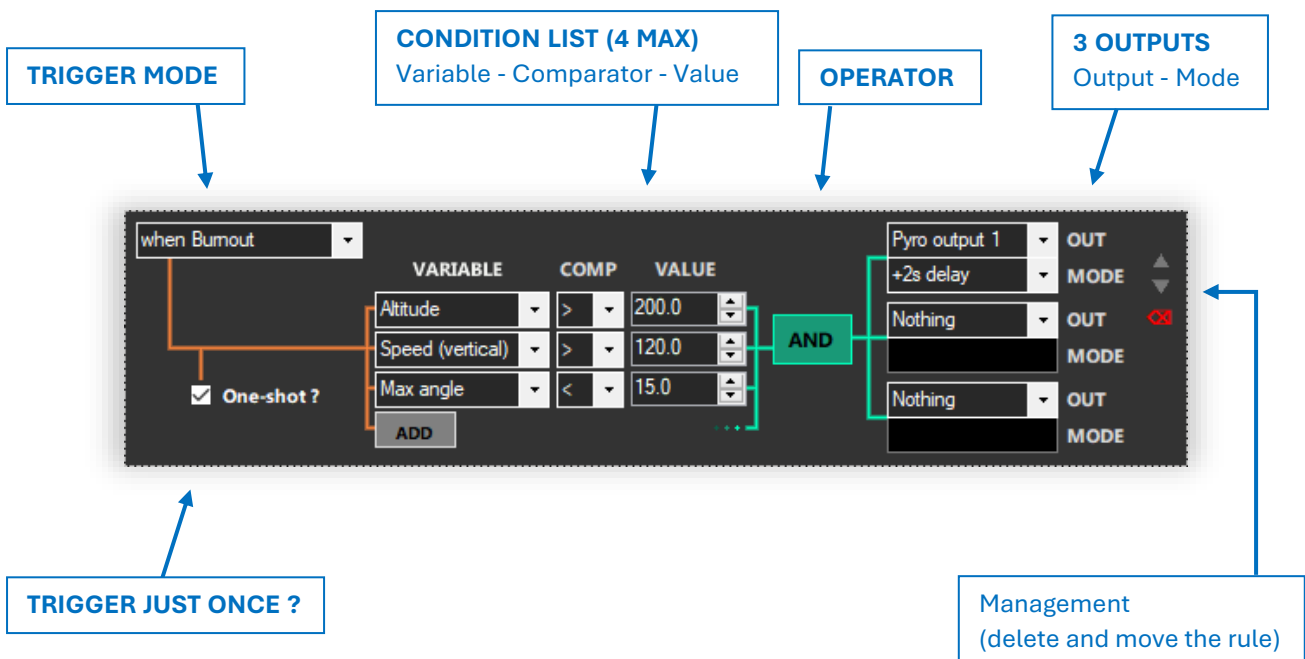 TRIGGER MODE
CONDITION LIST (4 MAX)
Variable - Comparator - Value
OPERATOR
3 OUTPUTS
Output - Mode
when Burnout
VARIABLE COMP VALUE
Altitude > 200.0
Speed (vertical) > 120.0
Max angle < 15.0
ADD
One-shot ?
AND
Pyro output 1 OUT
+2s delay MODE
Nothing OUT
MODE
Nothing OUT
MODE
TRIGGER JUST ONCE ?
Management
(delete and move the rule)